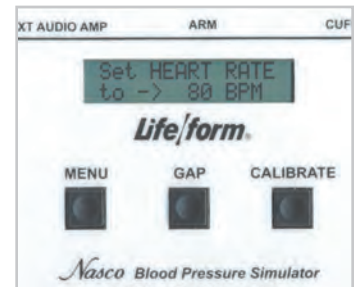 XT AUDIO AMP ARM CUF
Set HEART RATE
to -> 80 BPM
Life/form®
MENU GAP CALIBRATE
Nasco Blood Pressure Simulator